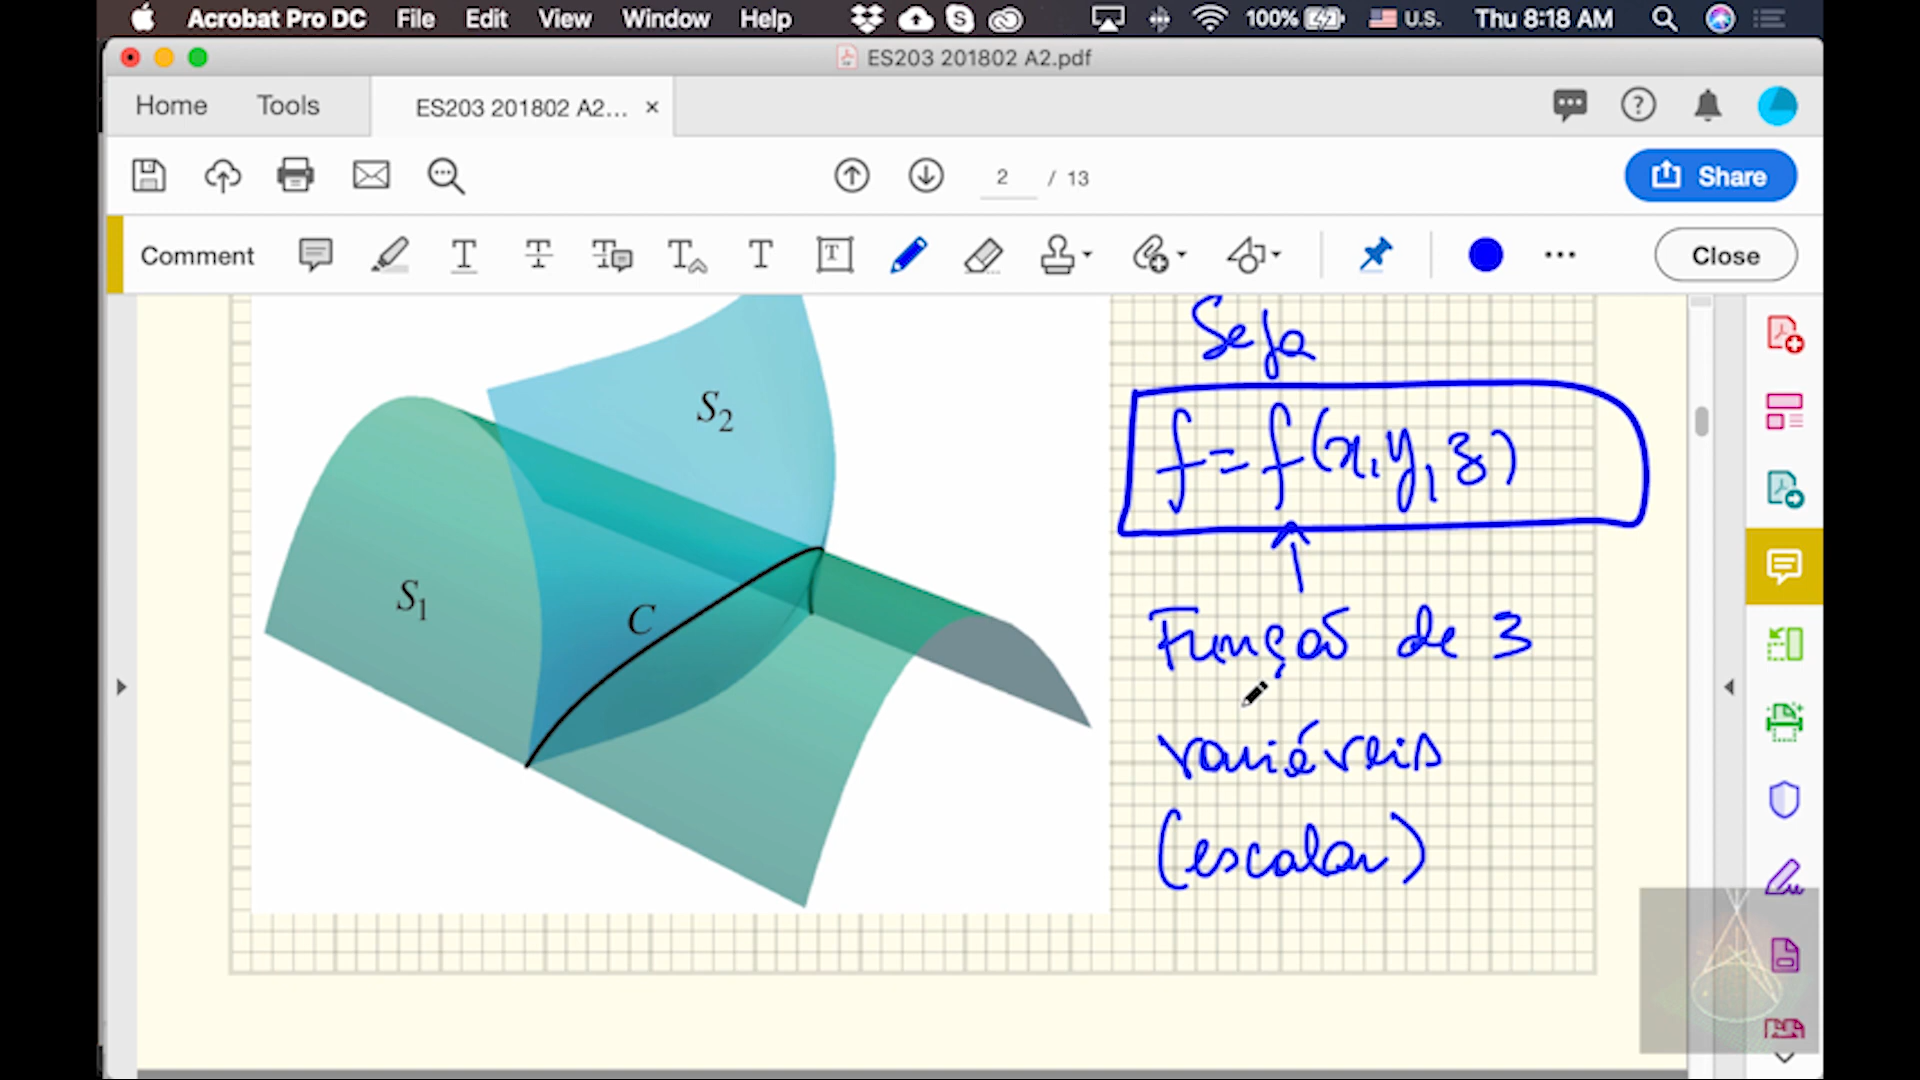 Acrobat Pro DC File Edit View Window Help 100% U.S. Thu 8:18 AM
ES203 201802 A2.pdf
Home Tools ES203 201802 A2... ×
2 / 13 Share
Comment Close
Seja
f = f(x, y, z)
Função de 3
variáveis
(escalar)
S2
S1
C